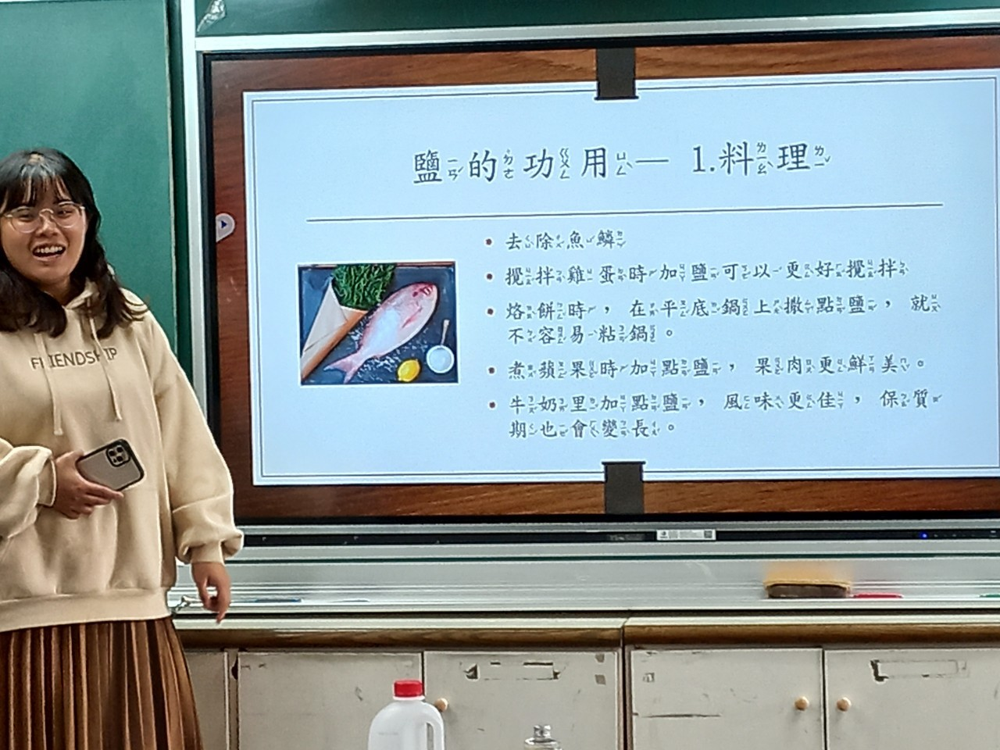 鹽的功用— 1.料理
• 去除魚鱗
• 攪拌雞蛋時加鹽可以更好攪拌
• 烙餅時，在平底鍋上撒點鹽，就
不容易粘鍋。
• 煮蘋果時加點鹽，果肉更鮮美。
• 牛奶里加點鹽，風味更佳，保質
期也會變長。
FRIENDSHIP